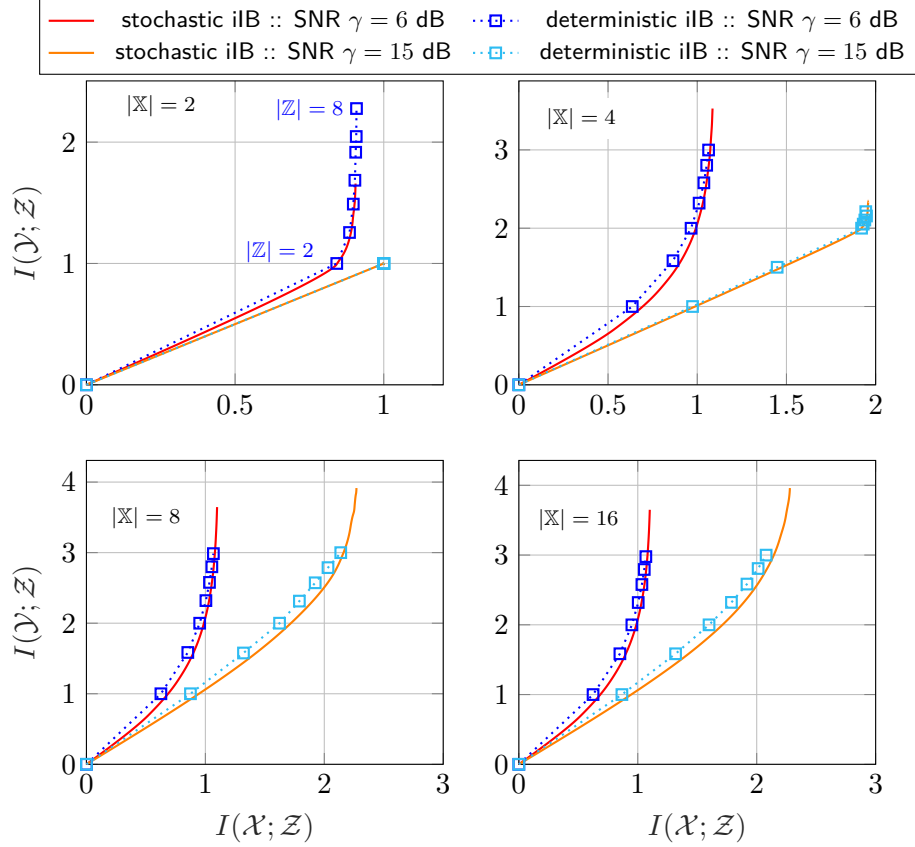 stochastic iIB :: SNR γ = 6 dB
deterministic iIB :: SNR γ = 6 dB
stochastic iIB :: SNR γ = 15 dB
deterministic iIB :: SNR γ = 15 dB
|𝕏| = 2
|ℤ| = 8
|ℤ| = 2
I(𝒴; 𝒵)
2
1
0
0
0.5
1
|𝕏| = 4
3
2
1
0
0
0.5
1
1.5
2
|𝕏| = 8
I(𝒴; 𝒵)
4
3
2
1
0
0
1
2
3
I(𝒳; 𝒵)
|𝕏| = 16
4
3
2
1
0
0
1
2
3
I(𝒳; 𝒵)